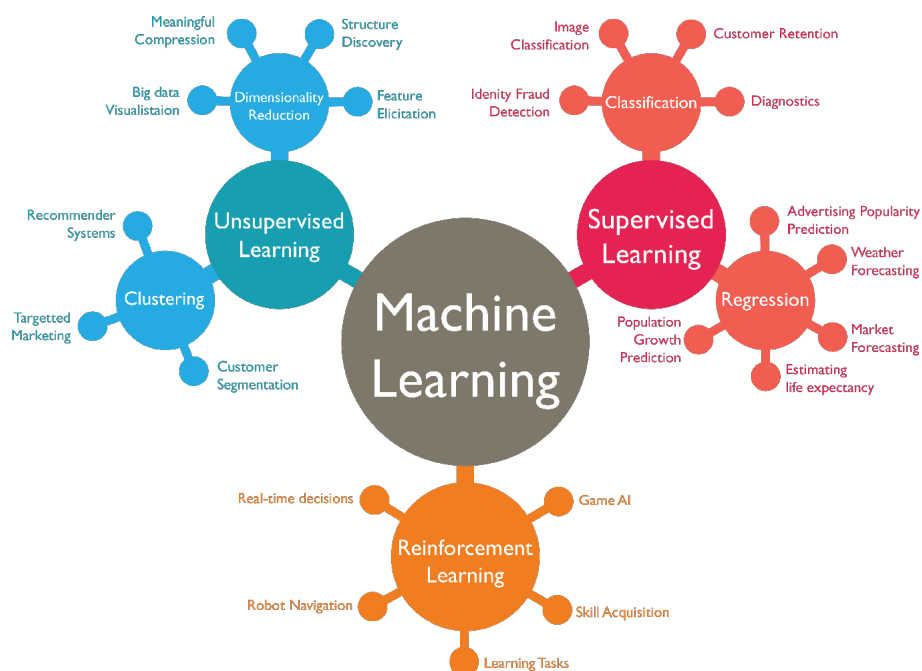 Meaningful
Compression
Structure
Discovery
Big data
Visualistaion
Dimensionality
Reduction
Feature
Elicitation
Image
Classification
Customer Retention
Idenity Fraud
Detection
Classification
Diagnostics
Unsupervised
Learning
Supervised
Learning
Recommender
Systems
Clustering
Targetted
Marketing
Customer
Segmentation
Machine
Learning
Advertising Popularity
Prediction
Weather
Forecasting
Regression
Population
Growth
Prediction
Market
Forecasting
Estimating
life expectancy
Real-time decisions
Game AI
Reinforcement
Learning
Robot Navigation
Skill Acquisition
Learning Tasks